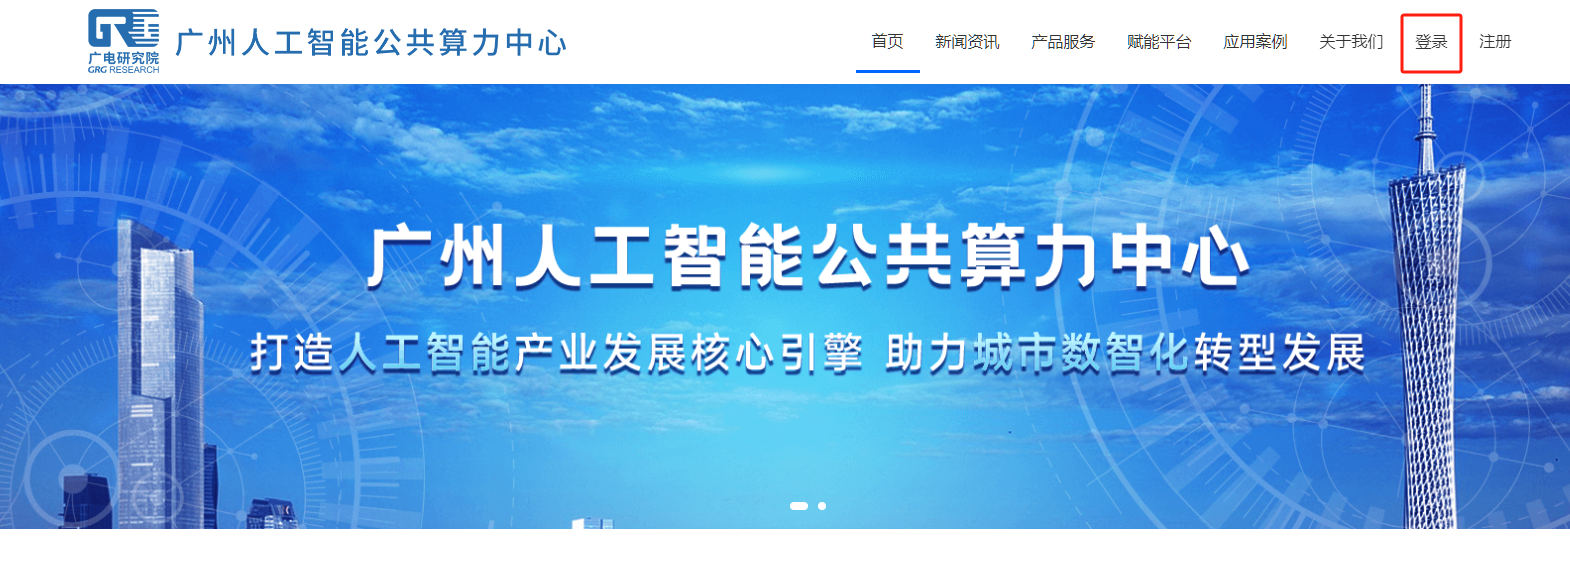 广电研究院
GRG RESEARCH
广州人工智能公共算力中心
首页 新闻资讯 产品服务 赋能平台 应用案例 关于我们 登录 注册
广州人工智能公共算力中心
打造人工智能产业发展核心引擎 助力城市数智化转型发展